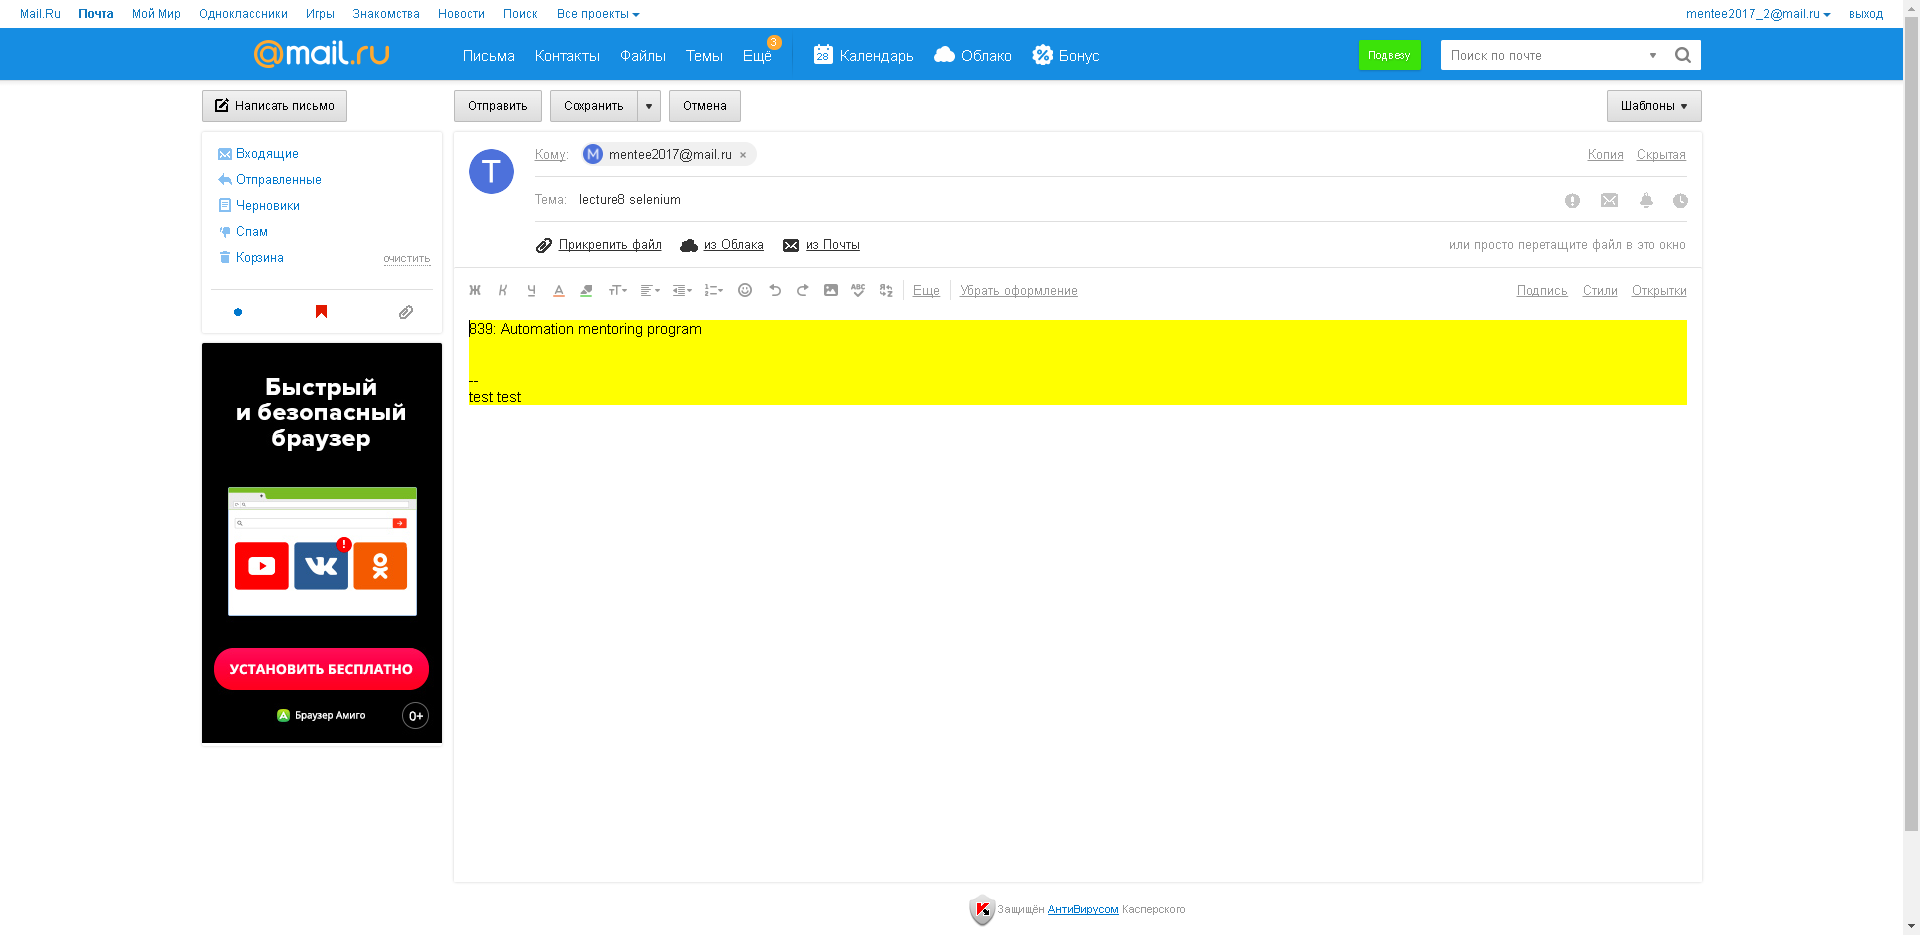 Mail.Ru Почта Мой Мир Одноклассники Игры Знакомства Новости Поиск Все проекты mentee2017_2@mail.ru выход
@mail.ru Письма Контакты Файлы Темы Ещё 3 28 Календарь Облако Бонус Подвезу Поиск по почте
Написать письмо Отправить Сохранить Отмена Шаблоны
Входящие
Отправленные
Черновики
Спам
Корзина очистить
T Кому: M mentee2017@mail.ru × Копия Скрытая
Тема: lecture8 selenium
Прикрепить файл из Облака из Почты или просто перетащите файл в это окно
Ж К Ч А тТ ABC Еще Убрать оформление Подпись Стили Открытки
839: Automation mentoring program
--
test test
Быстрый
и безопасный
браузер
УСТАНОВИТЬ БЕСПЛАТНО
Браузер Амиго 0+
Защищён АнтиВирусом Касперского